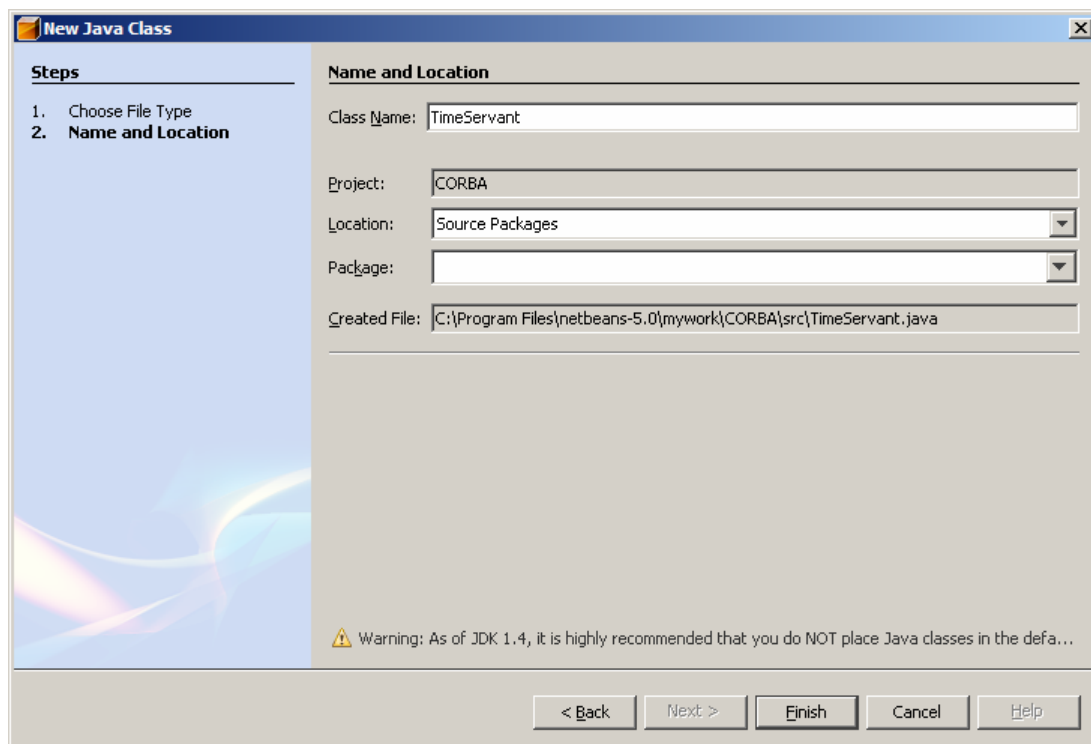 New Java Class
Steps
1. Choose File Type
2. Name and Location
Name and Location
Class Name: TimeServant
Project: CORBA
Location: Source Packages
Package:
Created File: C:\Program Files\netbeans-5.0\mywork\CORBA\src\TimeServant.java
Warning: As of JDK 1.4, it is highly recommended that you do NOT place Java classes in the defa...
< Back Next > Finish Cancel Help